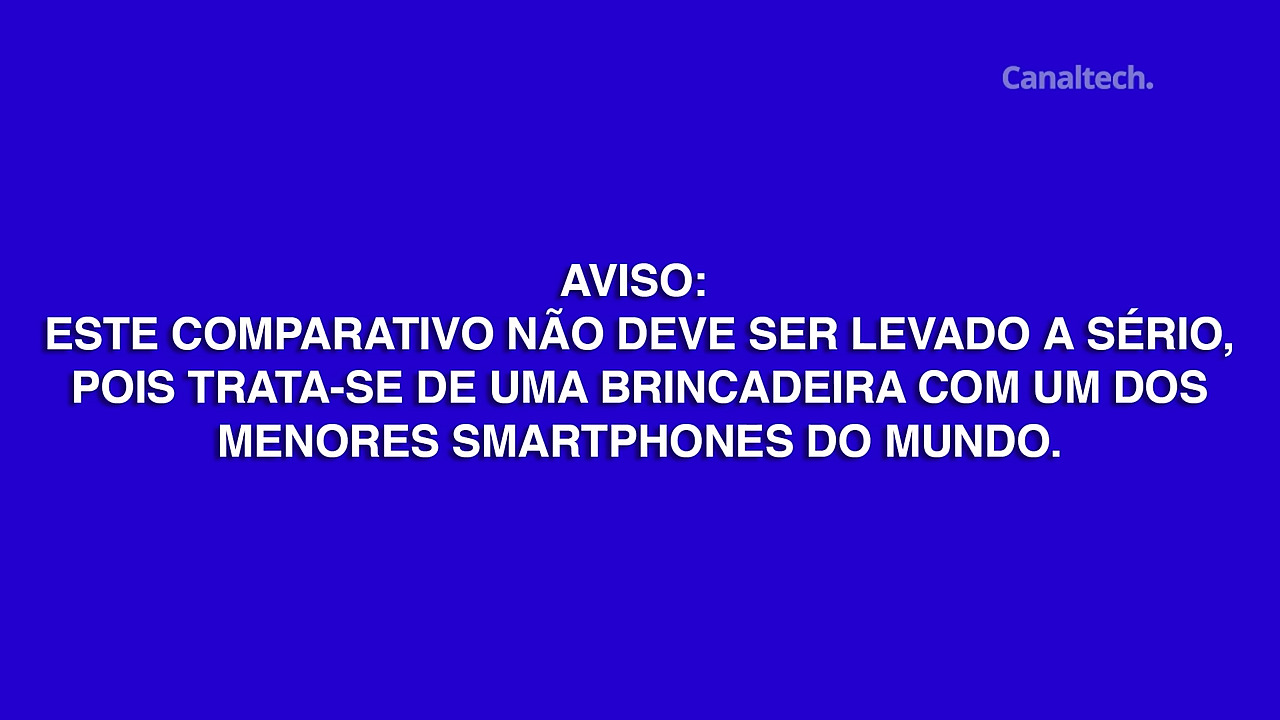 Canaltech.
AVISO:
ESTE COMPARATIVO NÃO DEVE SER LEVADO A SÉRIO,
POIS TRATA-SE DE UMA BRINCADEIRA COM UM DOS
MENORES SMARTPHONES DO MUNDO.